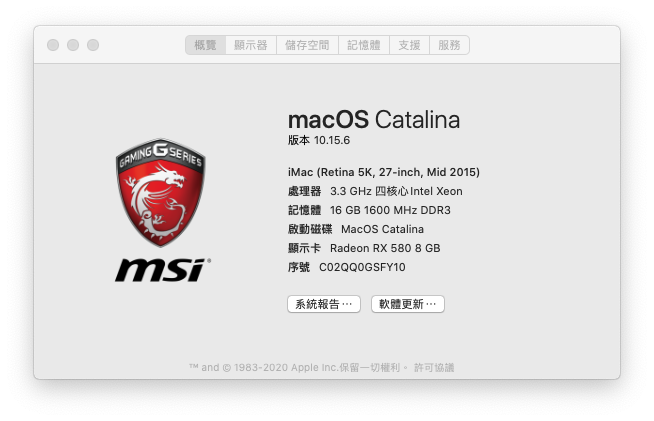 概覽 顯示器 儲存空間 記憶體 支援 服務
GAMING G SERIES
msi
macOS Catalina
版本 10.15.6
iMac (Retina 5K, 27-inch, Mid 2015)
處理器 3.3 GHz 四核心Intel Xeon
記憶體 16 GB 1600 MHz DDR3
啟動磁碟 MacOS Catalina
顯示卡 Radeon RX 580 8 GB
序號 C02QQ0GSFY10
系統報告⋯ 軟體更新⋯
™ and © 1983-2020 Apple Inc.保留一切權利。 許可協議